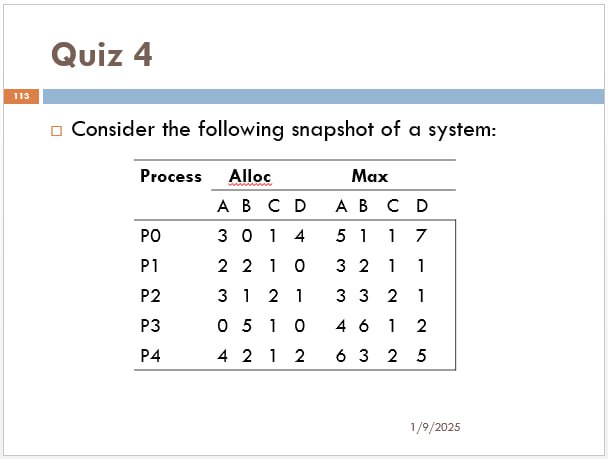 Quiz 4
113
Consider the following snapshot of a system:
Process Alloc Max
A B C D A B C D
P0 3 0 1 4 5 1 1 7
P1 2 2 1 0 3 2 1 1
P2 3 1 2 1 3 3 2 1
P3 0 5 1 0 4 6 1 2
P4 4 2 1 2 6 3 2 5
1/9/2025